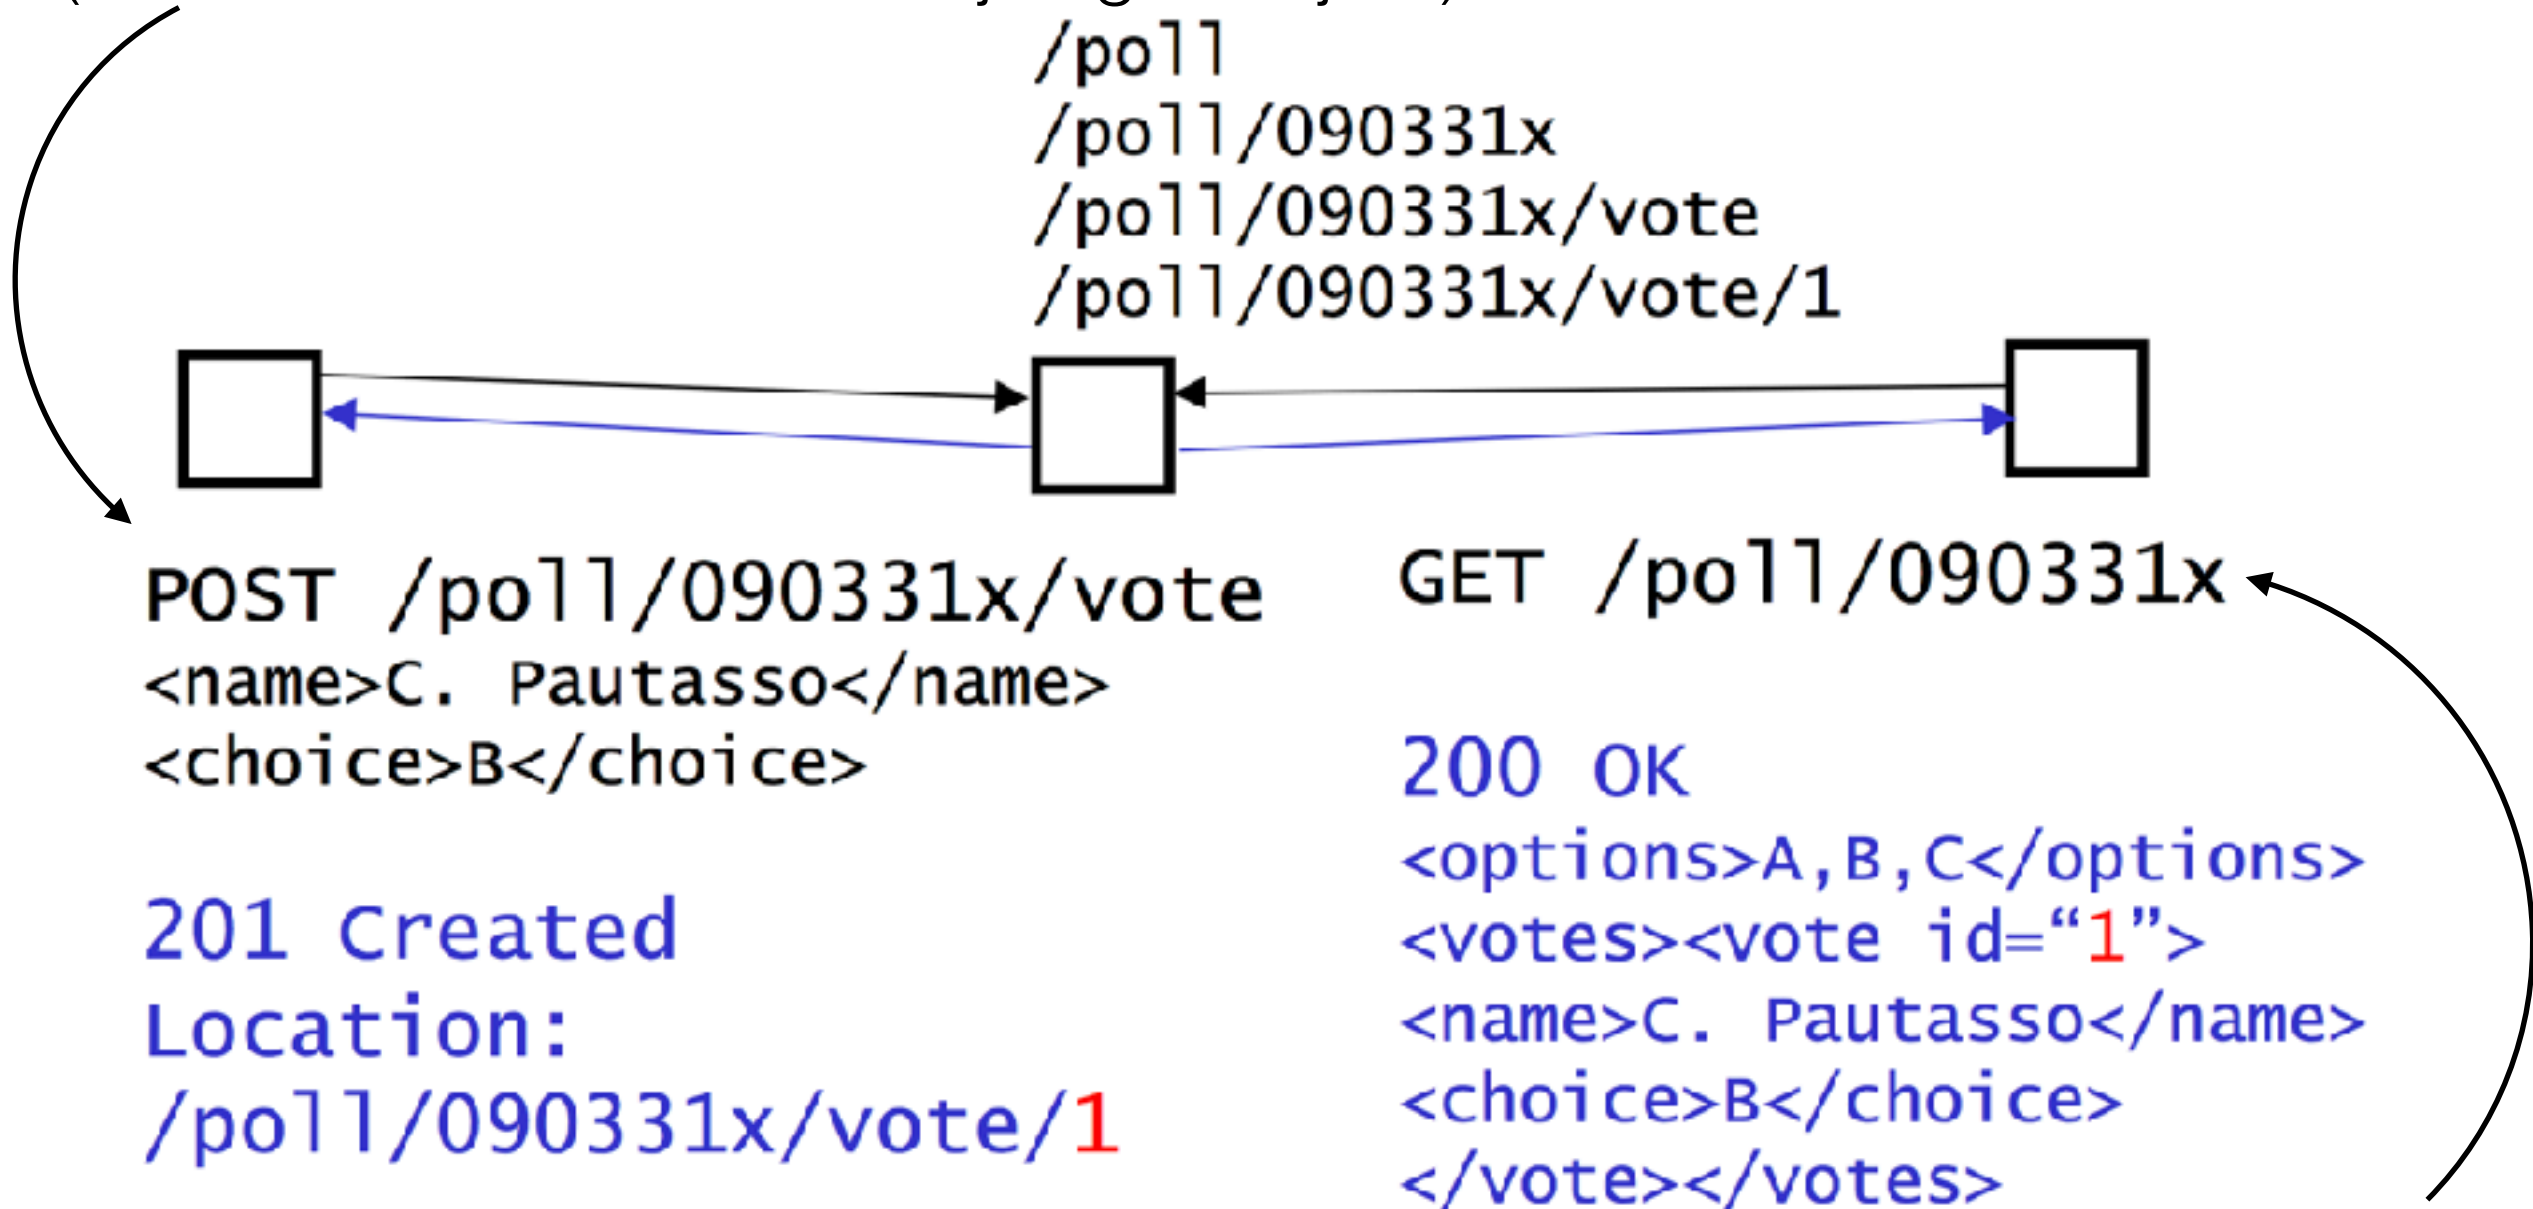 /poll
/poll/090331x
/poll/090331x/vote
/poll/090331x/vote/1
POST /poll/090331x/vote
<name>C. Pautasso</name>
<choice>B</choice>
201 Created
Location:
/poll/090331x/vote/1
GET /poll/090331x
200 OK
<options>A,B,C</options>
<votes><vote id=“1”>
<name>C. Pautasso</name>
<choice>B</choice>
</vote></votes>